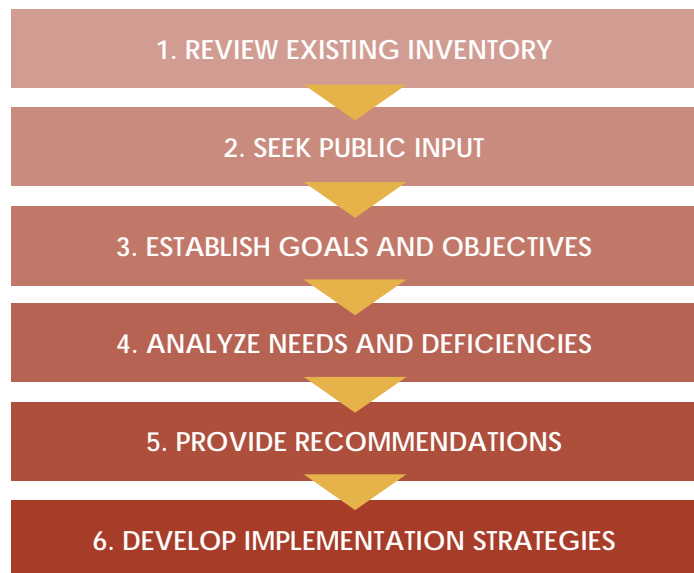 1. REVIEW EXISTING INVENTORY
2. SEEK PUBLIC INPUT
3. ESTABLISH GOALS AND OBJECTIVES
4. ANALYZE NEEDS AND DEFICIENCIES
5. PROVIDE RECOMMENDATIONS
6. DEVELOP IMPLEMENTATION STRATEGIES